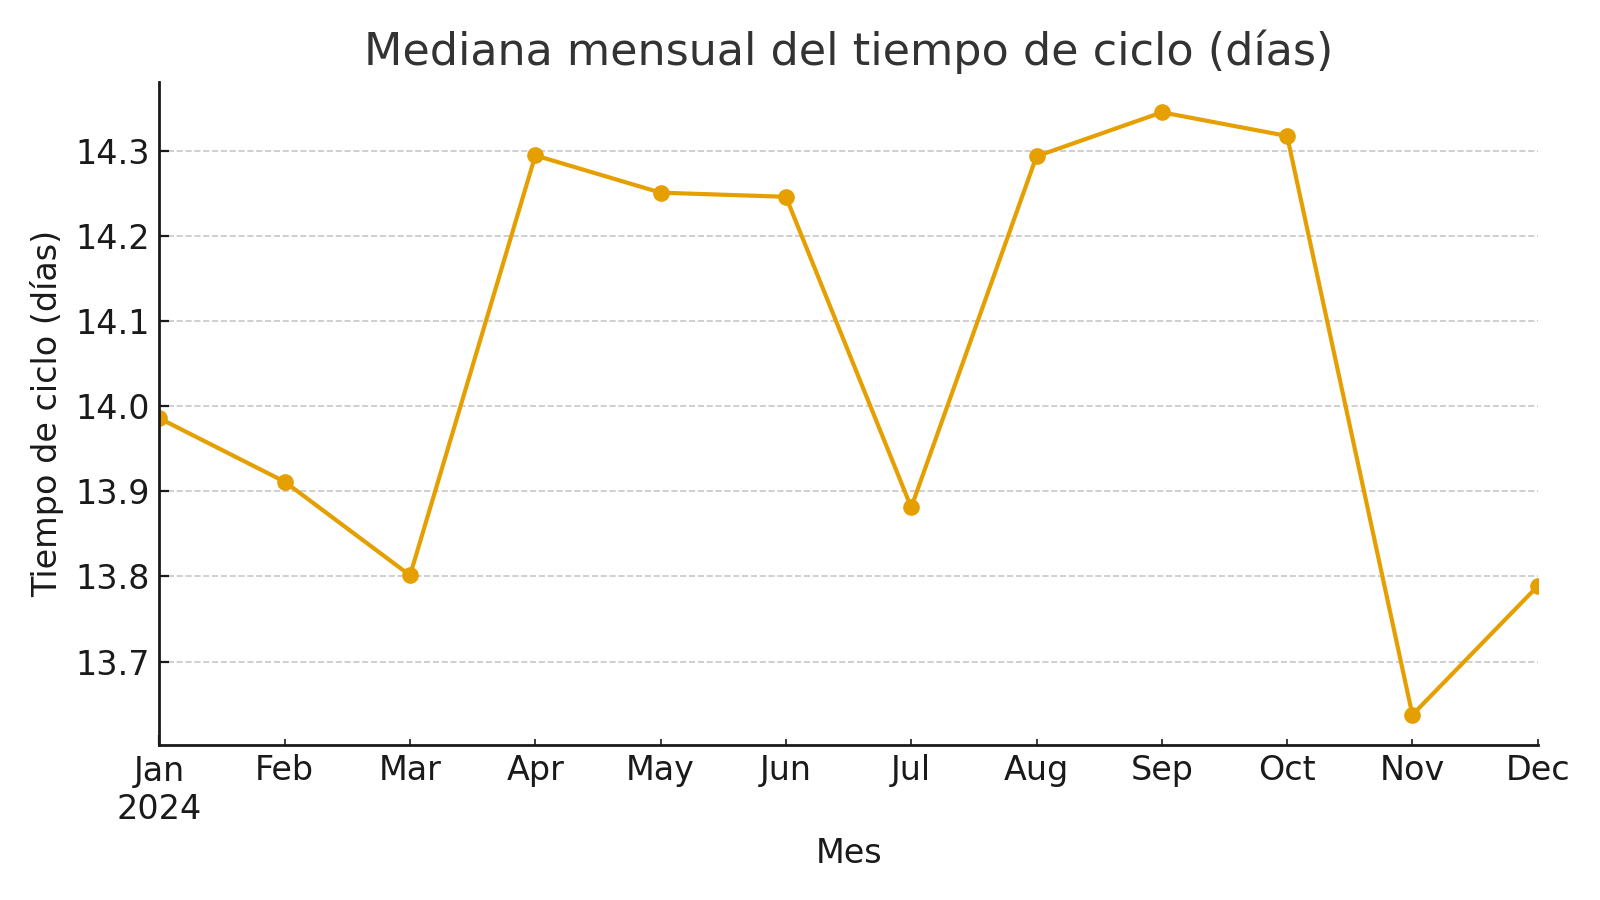 Mediana mensual del tiempo de ciclo (días)
Tiempo de ciclo (días)
14.3
14.2
14.1
14.0
13.9
13.8
13.7
Jan Feb Mar Apr May Jun Jul Aug Sep Oct Nov Dec
2024
Mes